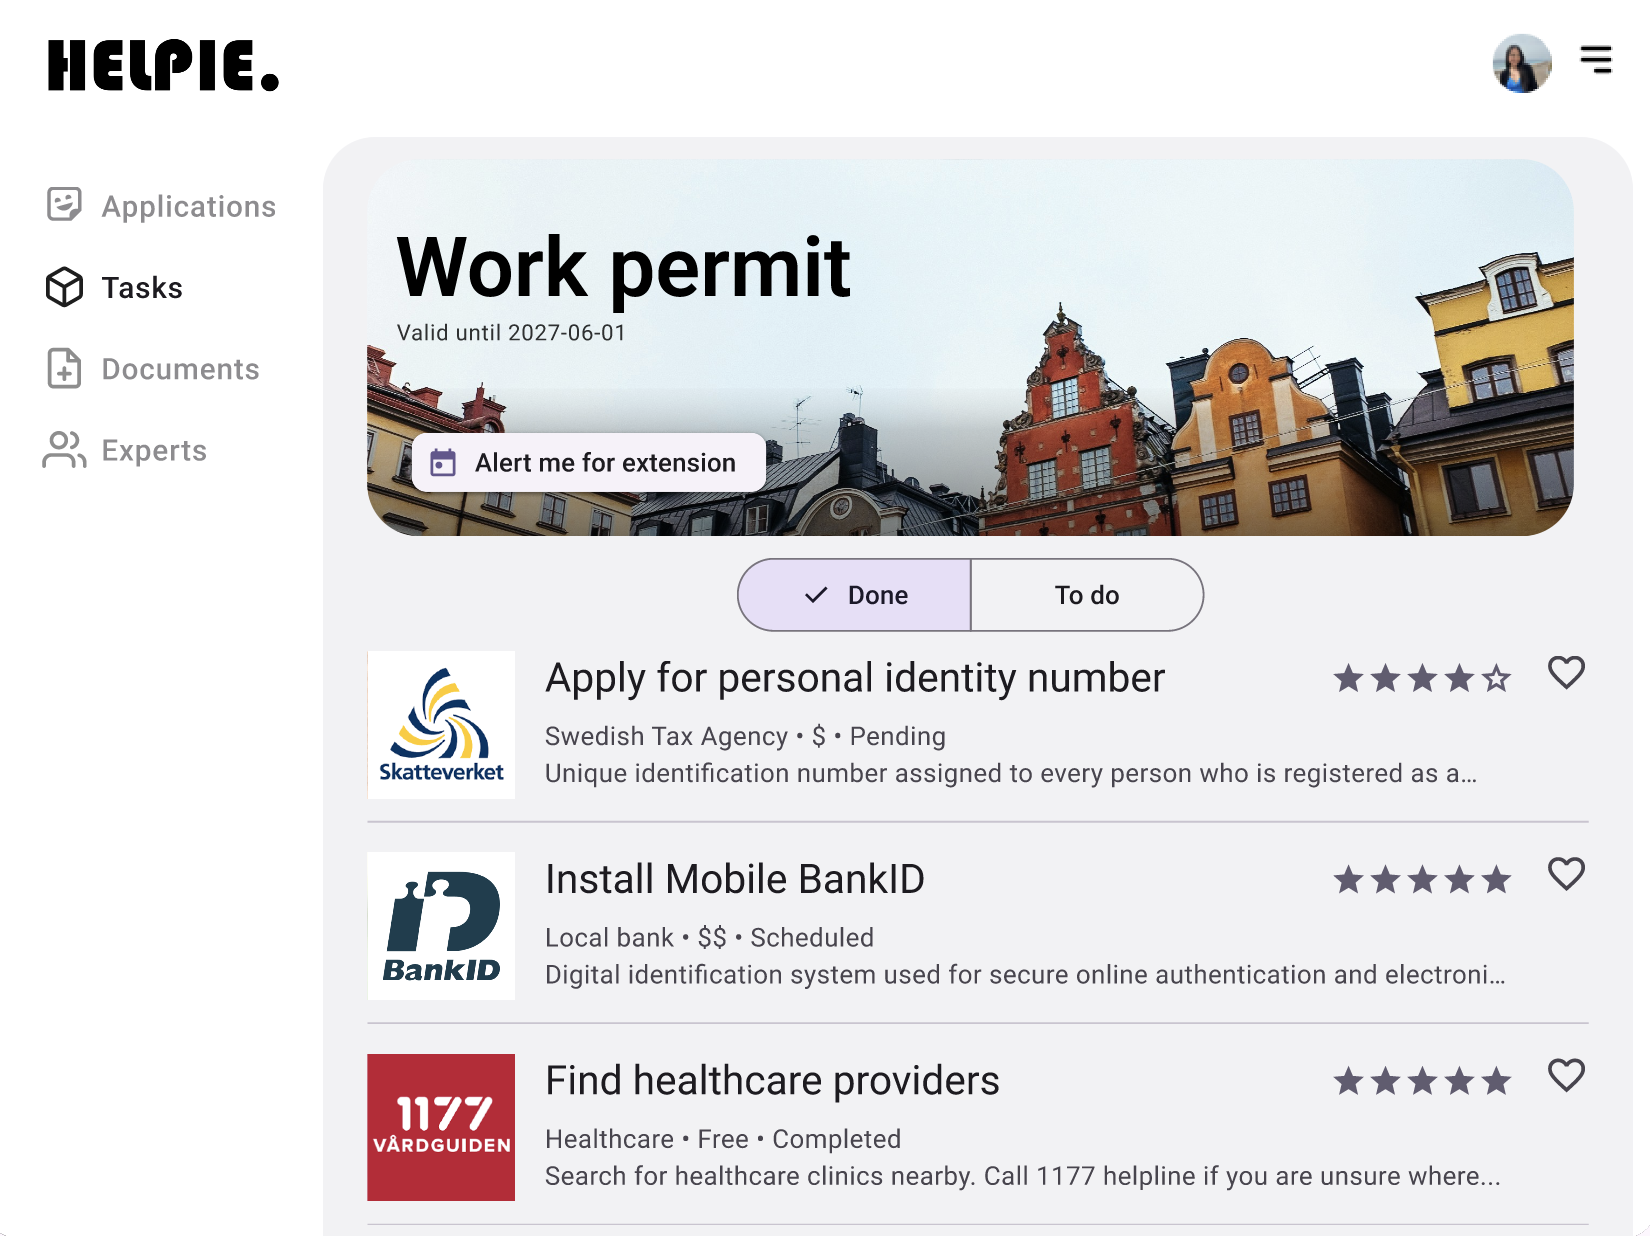 HELPIE.
Applications
Tasks
Documents
Experts
Work permit
Valid until 2027-06-01
Alert me for extension
Done
To do
Skatteverket
Apply for personal identity number
Swedish Tax Agency • $ • Pending
Unique identification number assigned to every person who is registered as a...
BankID
Install Mobile BankID
Local bank • $$ • Scheduled
Digital identification system used for secure online authentication and electroni...
1177
VÅRDGUIDEN
Find healthcare providers
Healthcare • Free • Completed
Search for healthcare clinics nearby. Call 1177 helpline if you are unsure where...